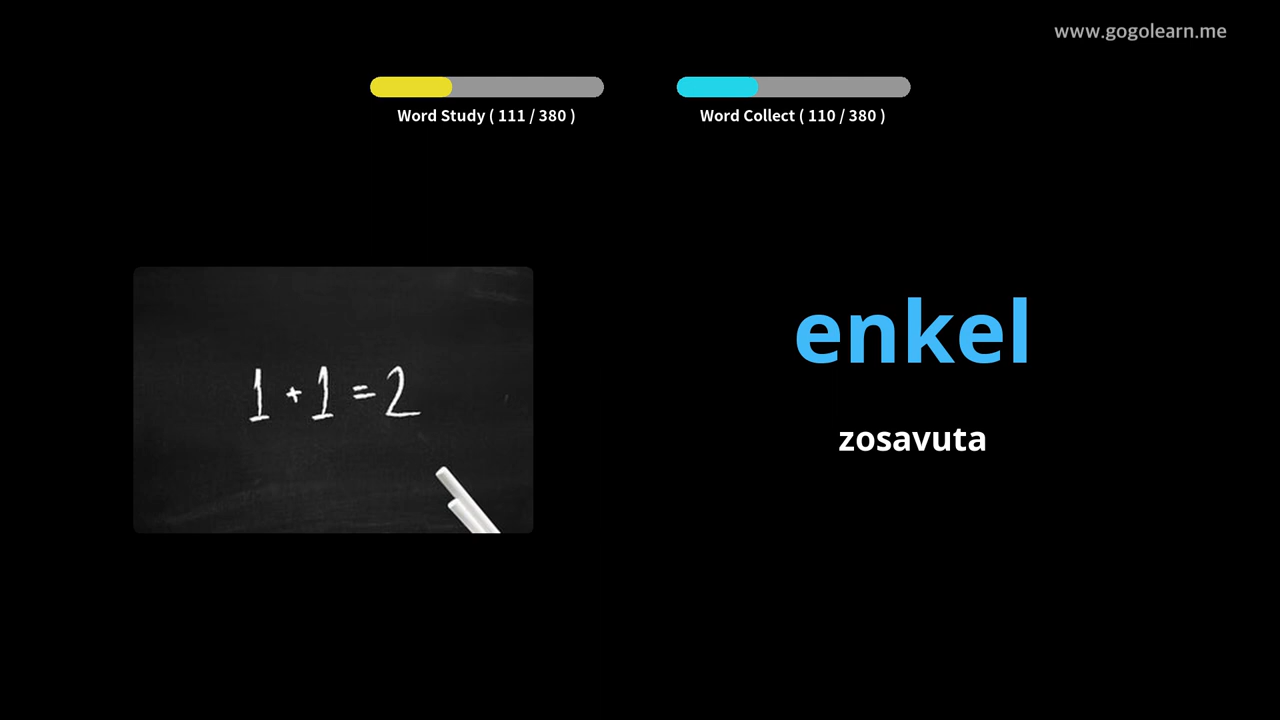 www.gogolearn.me
Word Study ( 111 / 380 )
Word Collect ( 110 / 380 )
1 + 1 = 2
enkel
zosavuta